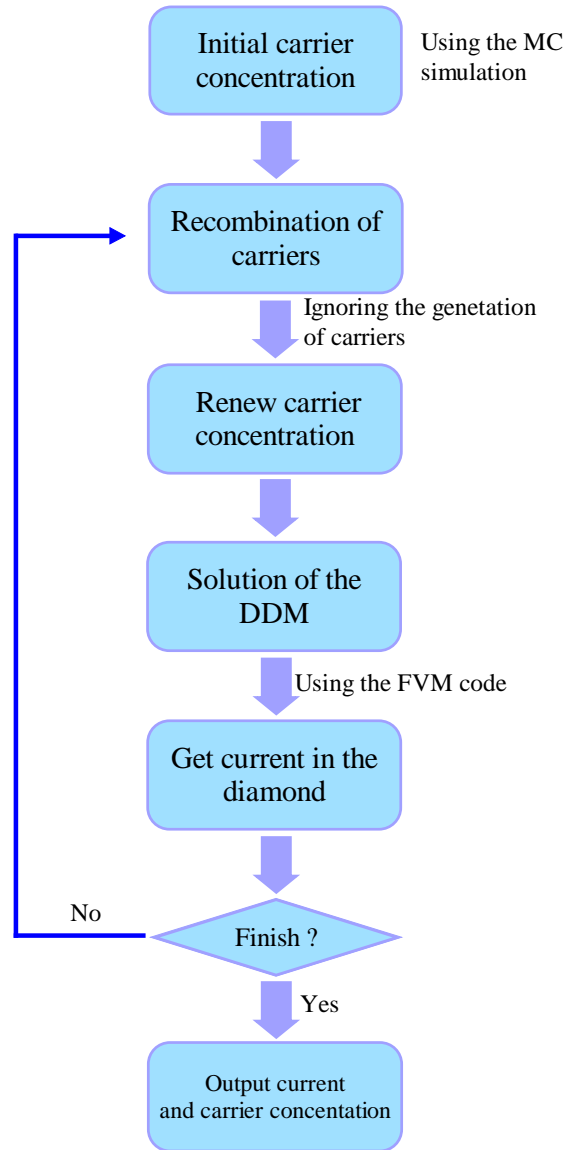 Initial carrier
concentration
Using the MC
simulation
Recombination of
carriers
Ignoring the genetation
of carriers
Renew carrier
concentration
Solution of the
DDM
Using the FVM code
Get current in the
diamond
No
Finish ?
Yes
Output current
and carrier concentation